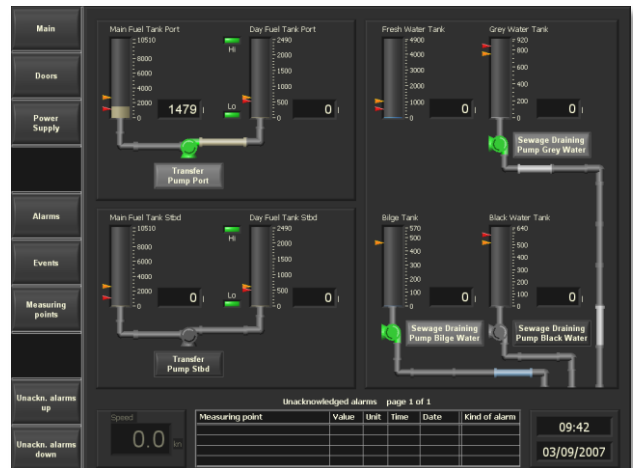 Main
Doors
Power
Supply
Alarms
Events
Measuring
points
Unackn. alarms
up
Unackn. alarms
down
Main Fuel Tank Port
10510
8000
6000
4000
2000
0
1479 l
Hi
Lo
Day Fuel Tank Port
2490
2000
1500
1000
500
0
0 l
Transfer
Pump Port
Main Fuel Tank Stbd
10510
8000
6000
4000
2000
0
0 l
Hi
Lo
Day Fuel Tank Stbd
2490
2000
1500
1000
500
0
0 l
Transfer
Pump Stbd
Fresh Water Tank
4900
4000
3000
2000
1000
0
0 l
Grey Water Tank
920
800
600
400
200
0
0 l
Sewage Draining
Pump Grey Water
Bilge Tank
570
500
400
300
200
100
0
0 l
Black Water Tank
640
500
400
300
200
100
0
0 l
Sewage Draining
Pump Bilge Water
Sewage Draining
Pump Black Water
Unacknowledged alarms page 1 of 1
Measuring point Value Unit Time Date Kind of alarm
Speed
0.0 kn
09:42
03/09/2007